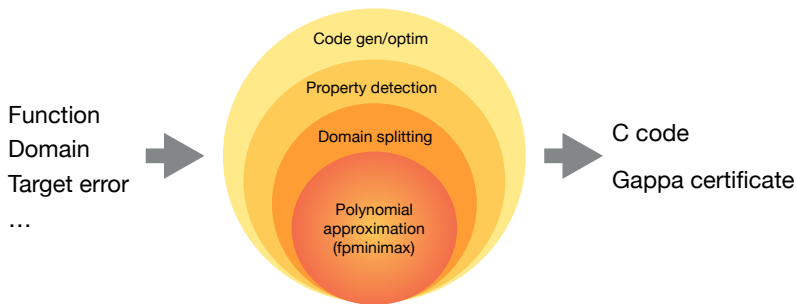 Function
Domain
Target error
…
Code gen/optim
Property detection
Domain splitting
Polynomial
approximation
(fpminimax)
C code
Gappa certificate